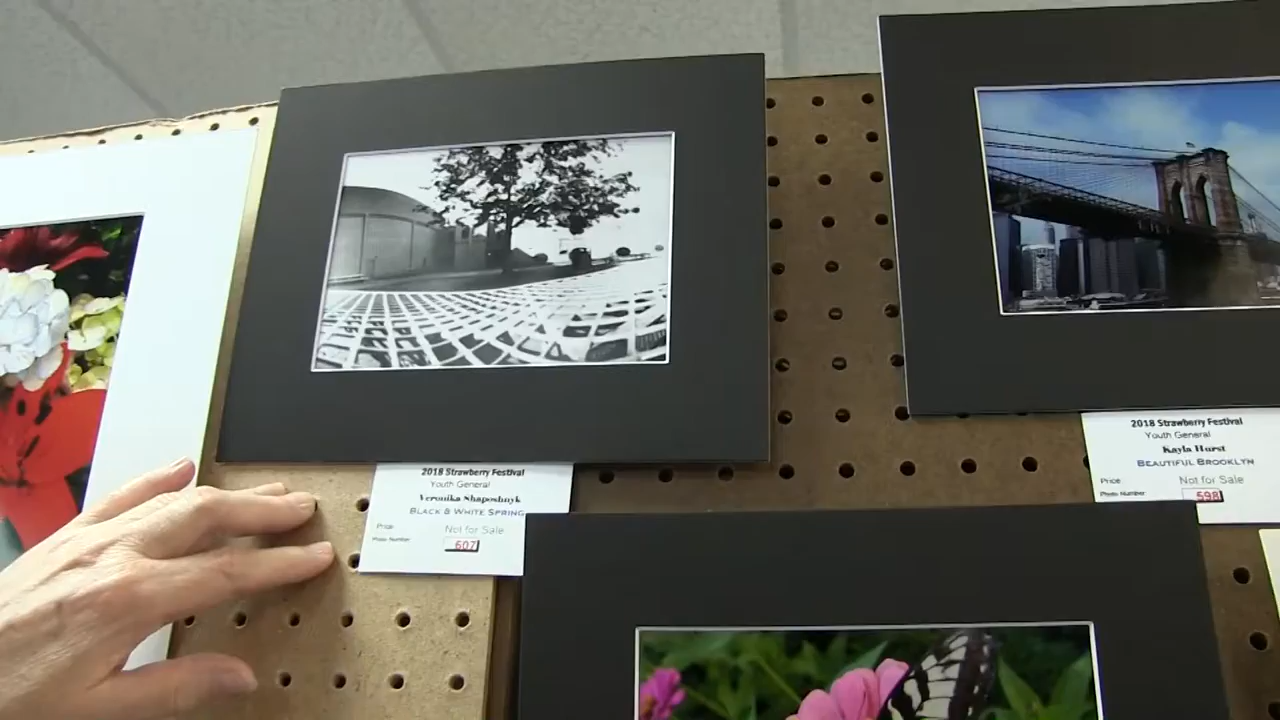 2018 Strawberry Festival
Youth General
Veronika Shaposhnyk
BLACK & WHITE SPRING
Price Not for Sale
Photo Number 607
2018 Strawberry Festival
Youth General
Kayla Hurst
BEAUTIFUL BROOKLYN
Price Not for Sale
Photo Number 598